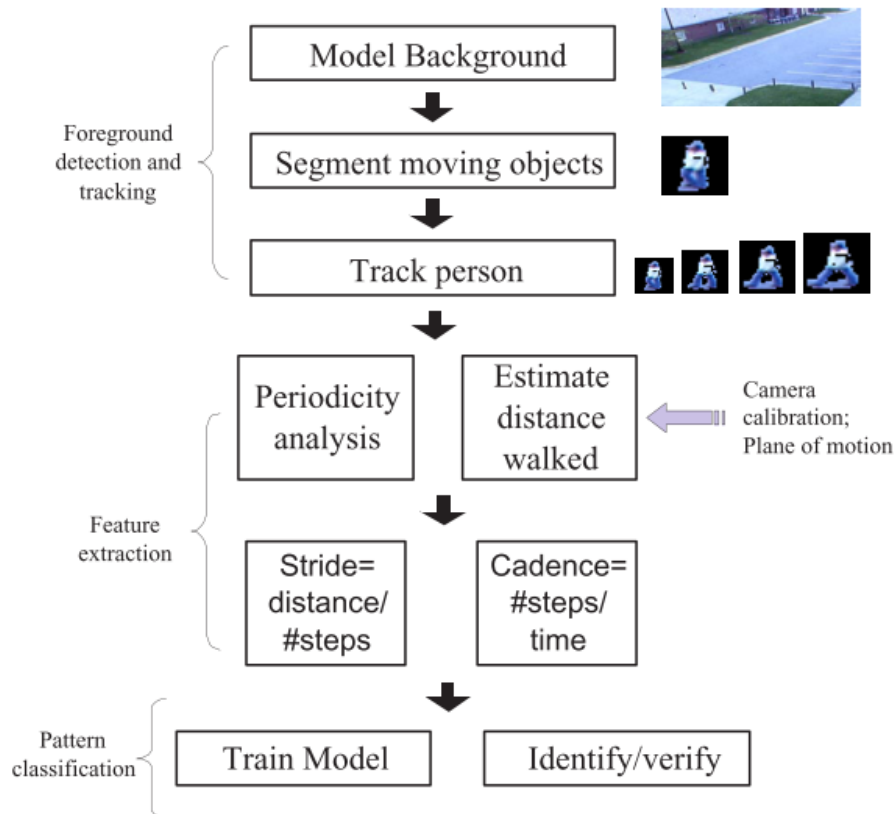 Model Background
Foreground
detection and
tracking
Segment moving objects
Track person
Periodicity
analysis
Estimate
distance
walked
Camera
calibration;
Plane of motion
Feature
extraction
Stride=
distance/
#steps
Cadence=
#steps/
time
Pattern
classification
Train Model
Identify/verify